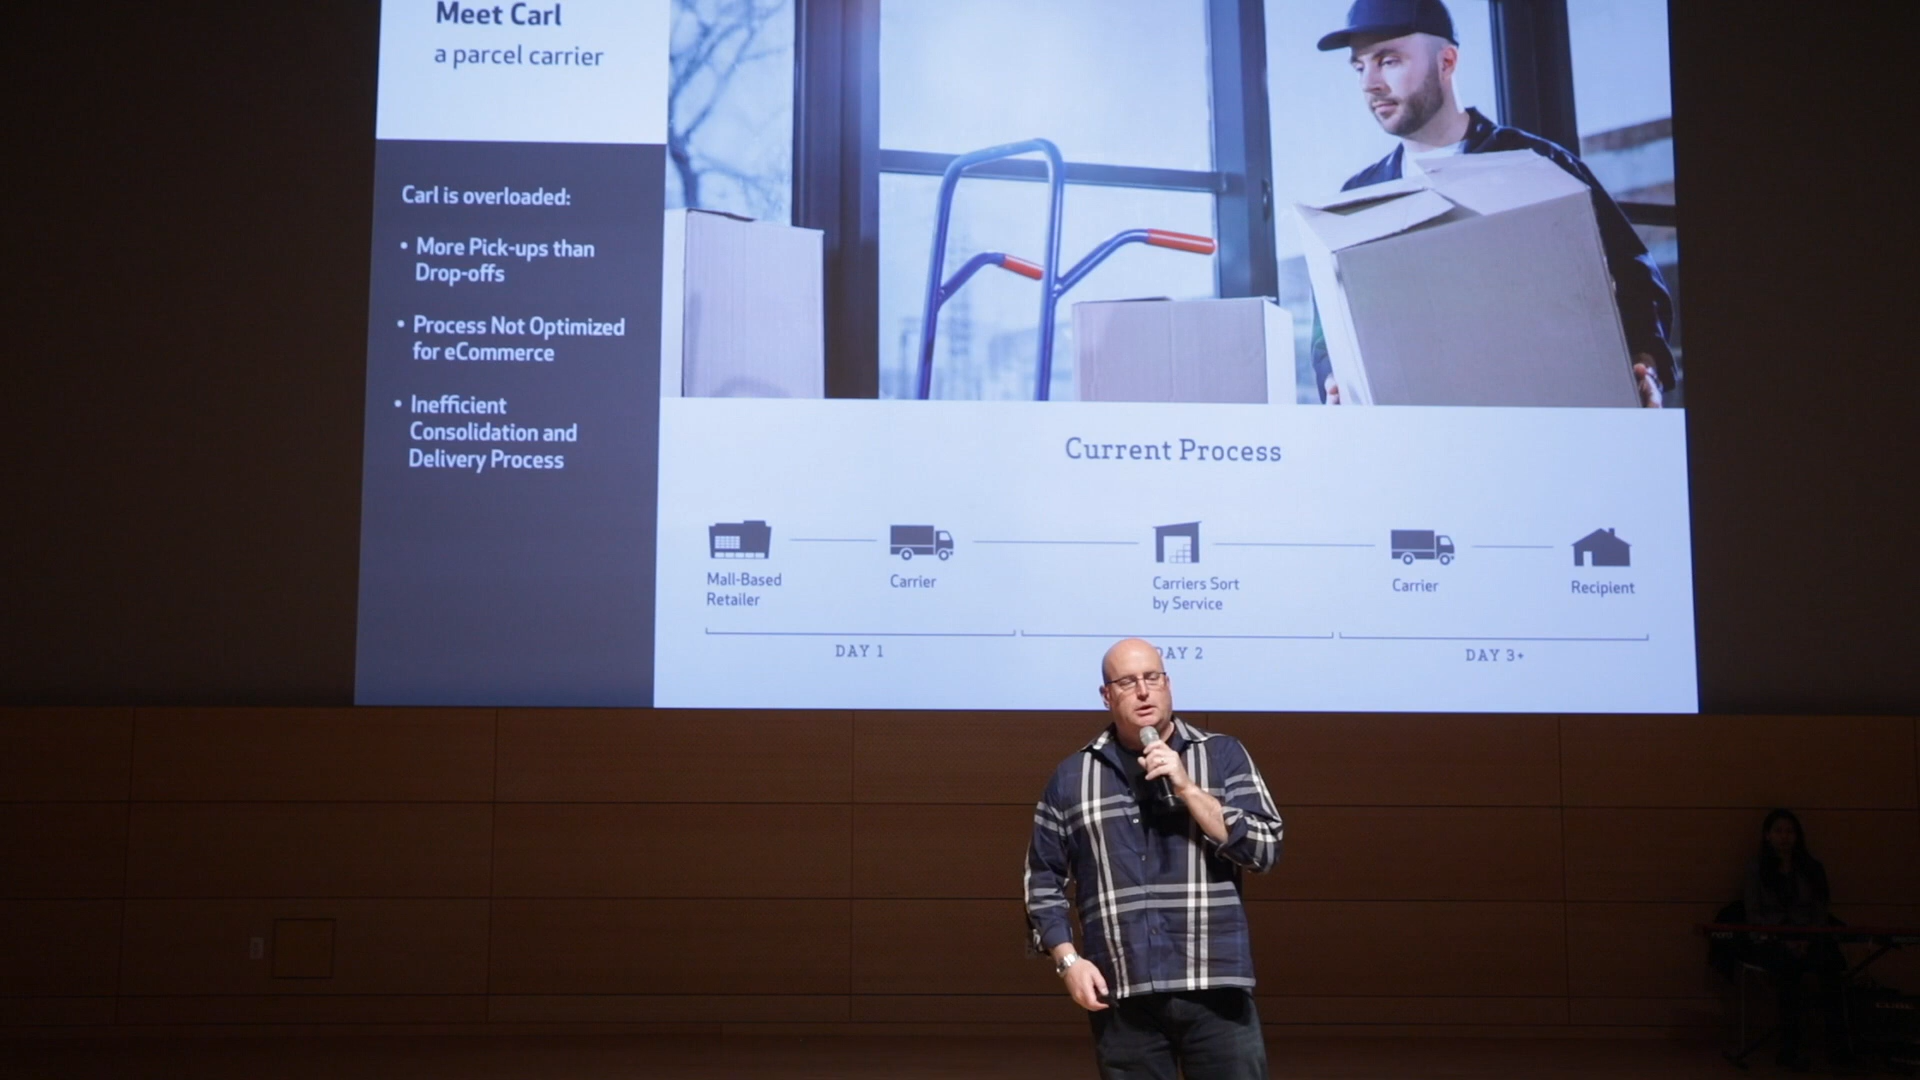 Meet Carl
a parcel carrier
Carl is overloaded:
• More Pick-ups than
Drop-offs
• Process Not Optimized
for eCommerce
• Inefficient
Consolidation and
Delivery Process
Current Process
Mall-Based
Retailer
Carrier
Carriers Sort
by Service
Carrier
Recipient
DAY 1
DAY 2
DAY 3+